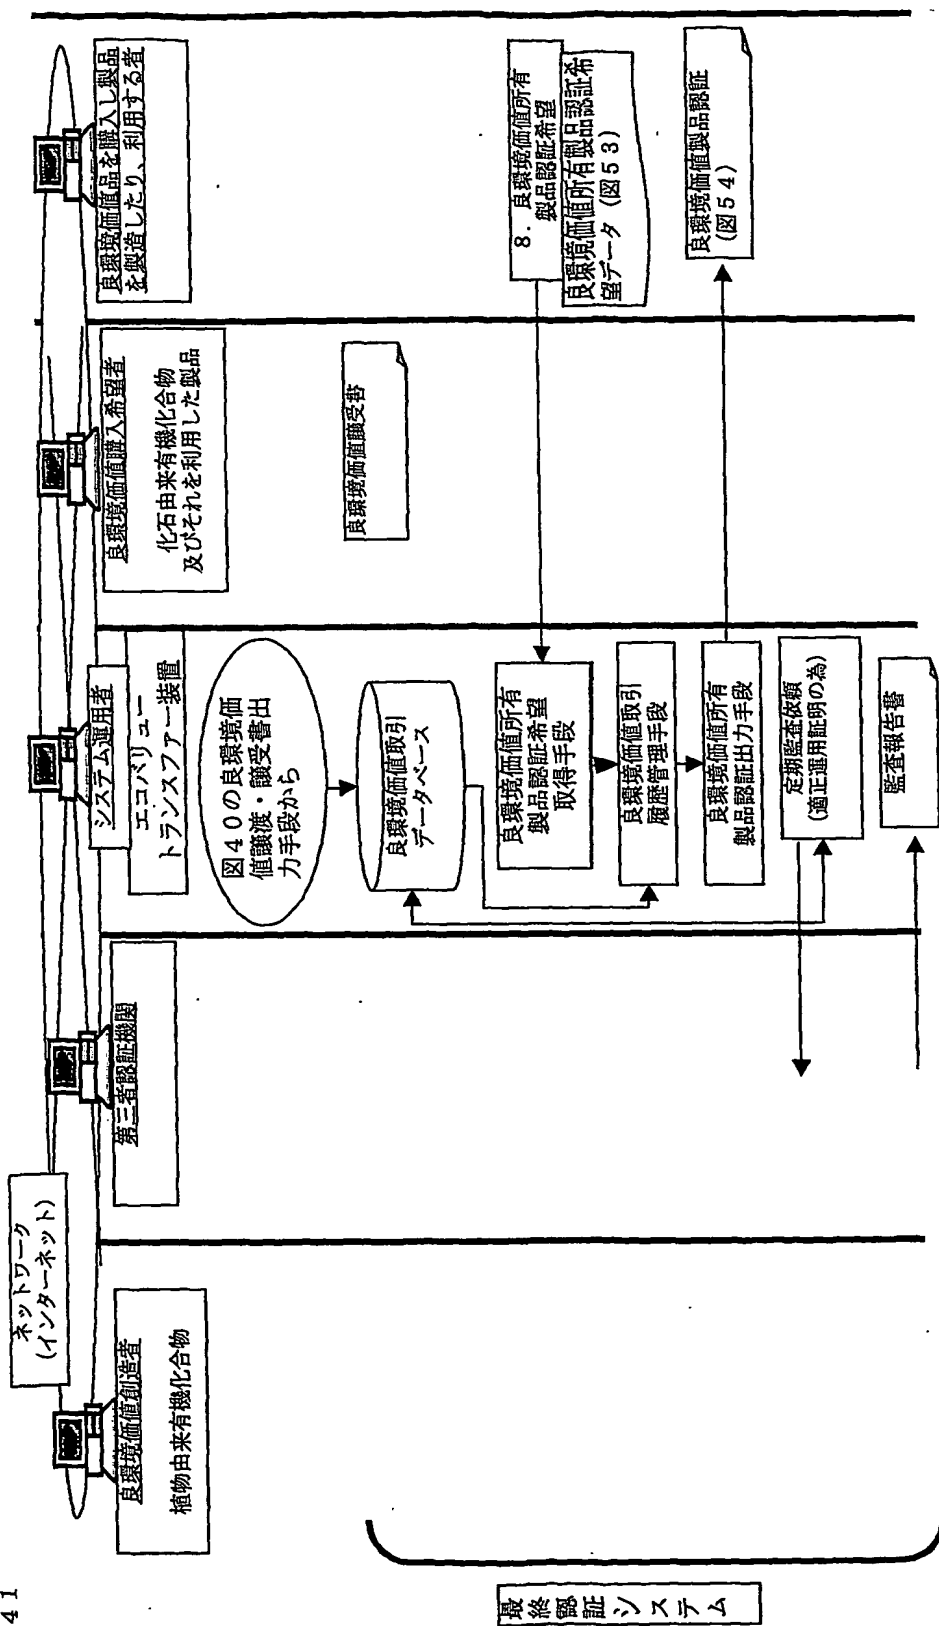 41
ネットワーク
(インターネット)
良環境価値創造者
植物由来有機化合物
第三者認証機関
システム運用者
エコバリュー
トランスファー装置
図40の良環境価
値譲渡・譲受書出
力手段から
良環境価値取引
データベース
良環境価値所有
製品認証希望
取得手段
良環境価値取引
履歴管理手段
良環境価値所有
製品認証出力手段
定期監査依頼
(適正運用証明の為)
監査報告書
良環境価値購入希望者
化石由来有機化合物
及びそれを利用した製品
良環境価値譲受書
良環境価値品を購入し製品
を製造したり、利用する者
8. 良環境価値所有
製品認証希望
良環境価値所有製品認証希
望データ (図53)
良環境価値製品認証
(図54)
最終認証システム